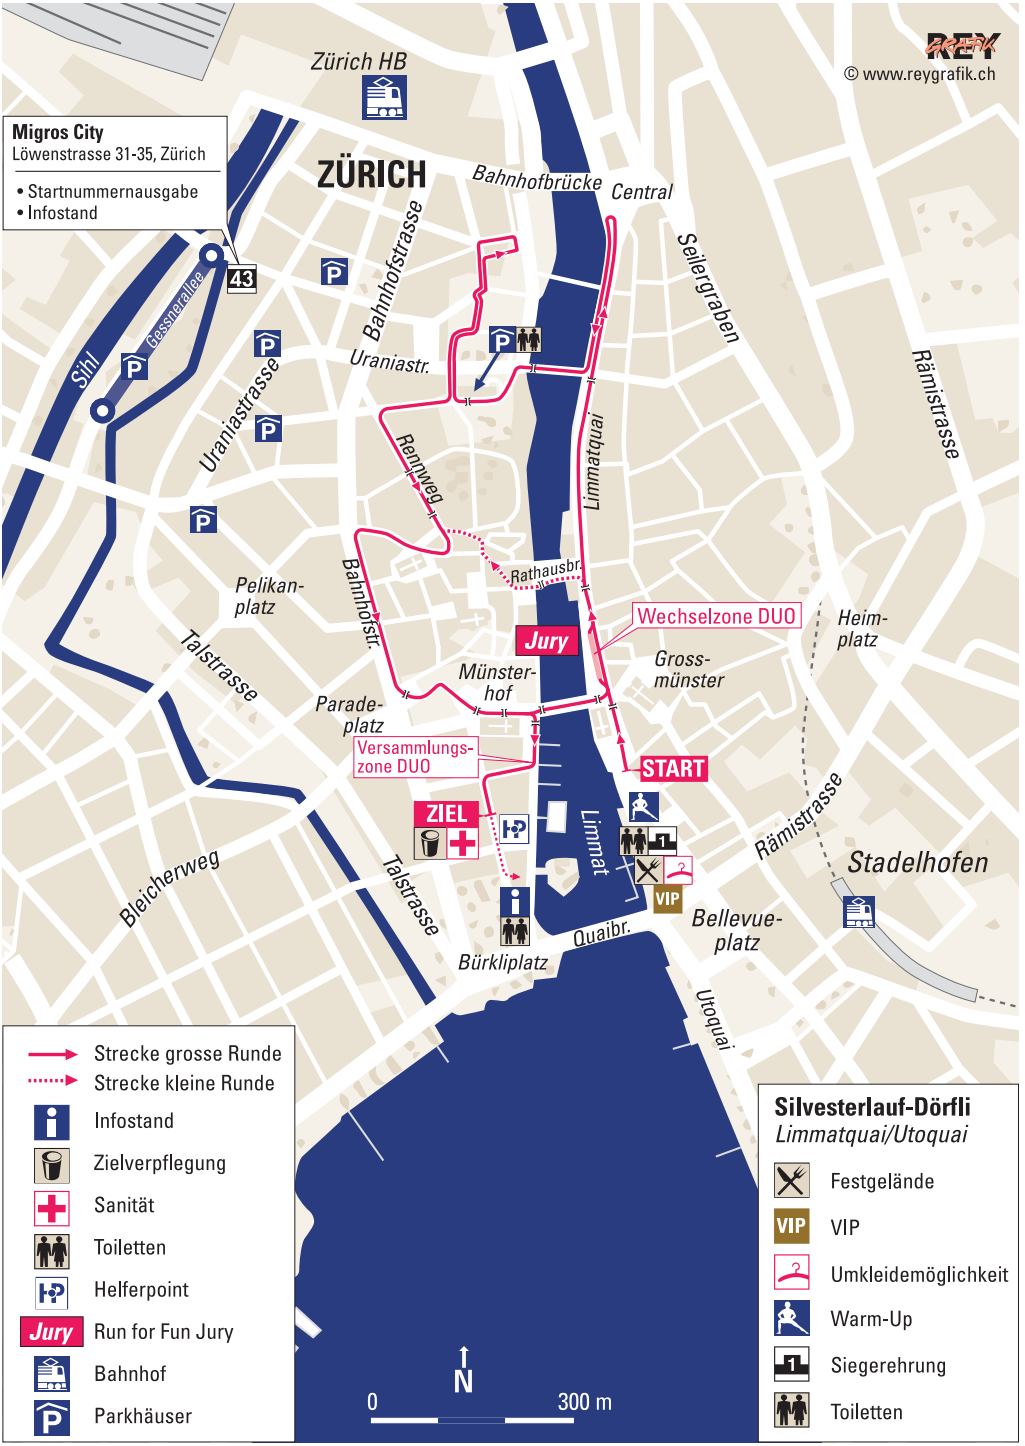 REY
GRAFIK
© www.reygrafik.ch
Zürich HB
Migros City
Löwenstrasse 31-35, Zürich
• Startnummernausgabe
• Infostand
ZÜRICH
Bahnhofbrücke
Central
43
Gessnerallee
Sihl
P
Bahnhofstrasse
Seilergraben
P
P
Uraniastr.
P
Rämistrasse
Uraniastrasse
P
Rennweg
Limmatquai
P
Rathausbr.
Pelikan-
platz
Bahnhofstr.
Wechselzone DUO
Heim-
platz
Jury
Talstrasse
Münster-
hof
Gross-
münster
Parade-
platz
Versammlungs-
zone DUO
START
ZIEL
HP
Limmat
1
Rämistrasse
Stadelhofen
Bleicherweg
Talstrasse
i
VIP
Bellevue-
platz
Quaibr.
Bürkliplatz
Utoquai
Strecke grosse Runde
Strecke kleine Runde
i Infostand
Zielverpflegung
Sanität
Toiletten
HP Helferpoint
Jury Run for Fun Jury
Bahnhof
P Parkhäuser
N
0 300 m
Silvesterlauf-Dörfli
Limmatquai/Utoquai
Festgelände
VIP VIP
Umkleidemöglichkeit
Warm-Up
1 Siegerehrung
Toiletten